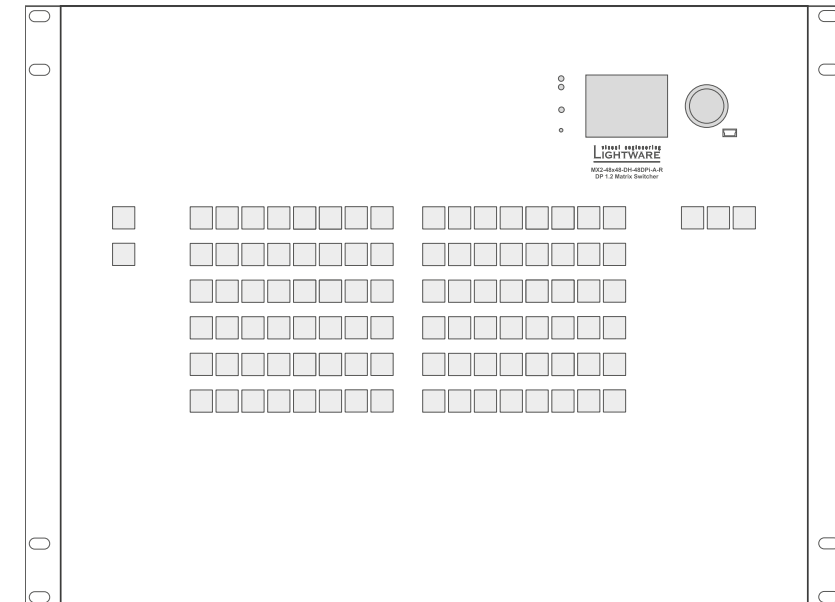 visual engineering
LIGHTWARE
MX2-48x48-DH-48DPi-A-R
DP 1.2 Matrix Switcher